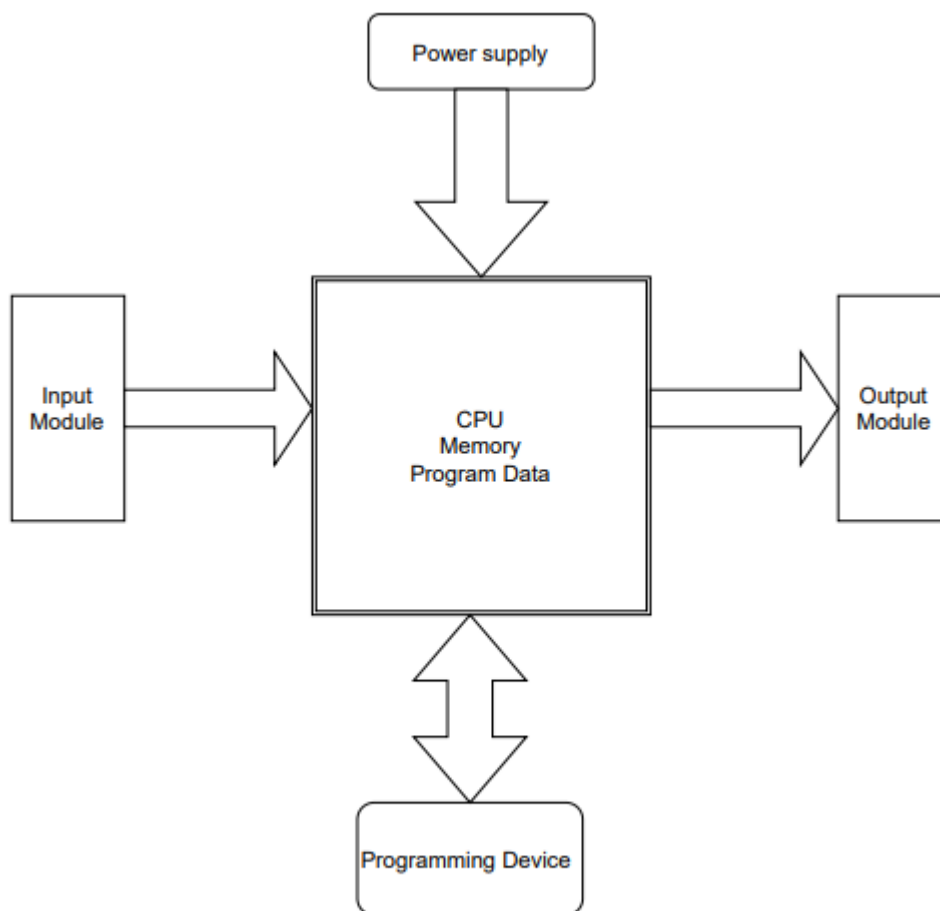 Power supply
Input
Module
CPU
Memory
Program Data
Output
Module
Programming Device